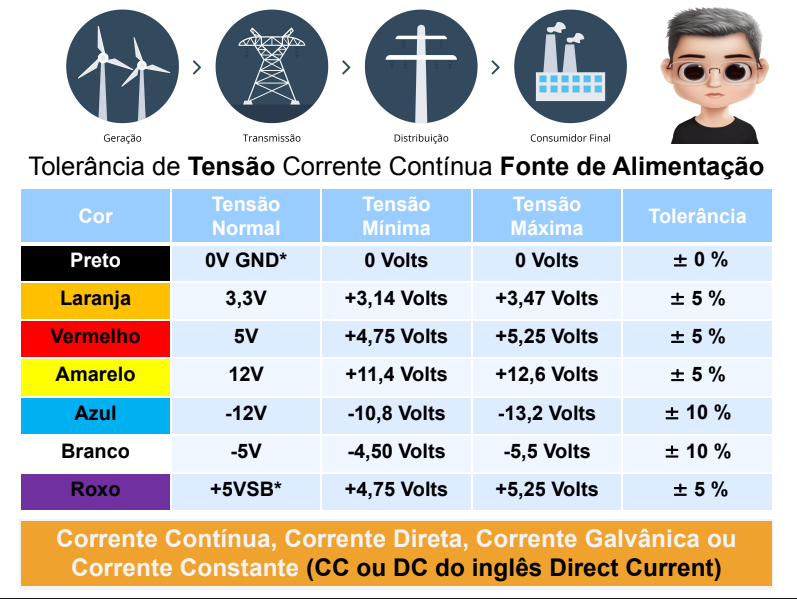 Geração
Transmissão
Distribuição
Consumidor Final
Tolerância de Tensão Corrente Contínua Fonte de Alimentação
Cor Tensão Normal Tensão Mínima Tensão Máxima Tolerância
Preto 0V GND* 0 Volts 0 Volts ± 0 %
Laranja 3,3V +3,14 Volts +3,47 Volts ± 5 %
Vermelho 5V +4,75 Volts +5,25 Volts ± 5 %
Amarelo 12V +11,4 Volts +12,6 Volts ± 5 %
Azul -12V -10,8 Volts -13,2 Volts ± 10 %
Branco -5V -4,50 Volts -5,5 Volts ± 10 %
Roxo +5VSB* +4,75 Volts +5,25 Volts ± 5 %
Corrente Contínua, Corrente Direta, Corrente Galvânica ou
Corrente Constante (CC ou DC do inglês Direct Current)